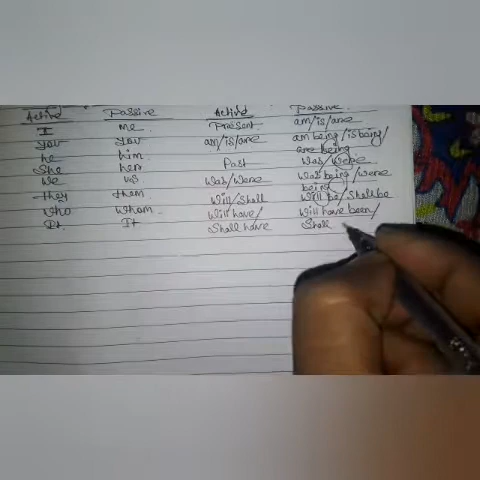 Active Passive Active Passive
I me Present am/is/are
you you am/is/are am being/is being/
are being
he him Past was/were
she her
we us was/were was being/were
being
they them will/shall will be/shall be
who whom will have/ will have been/
It It shall have shall